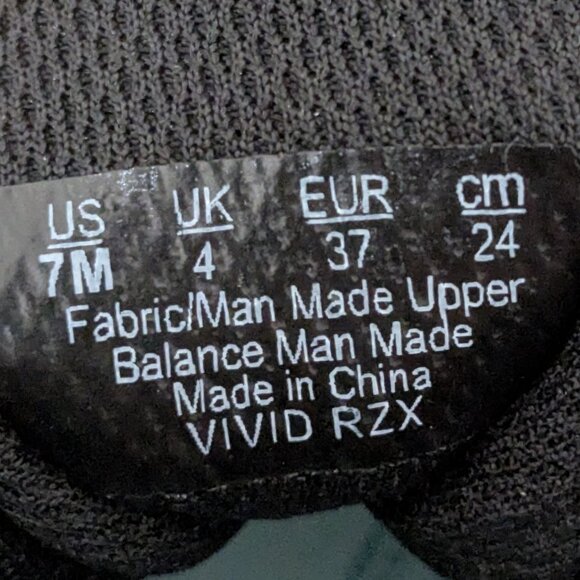 US UK EUR cm
7M 4 37 24
Fabric/Man Made Upper
Balance Man Made
Made in China
VIVID RZX